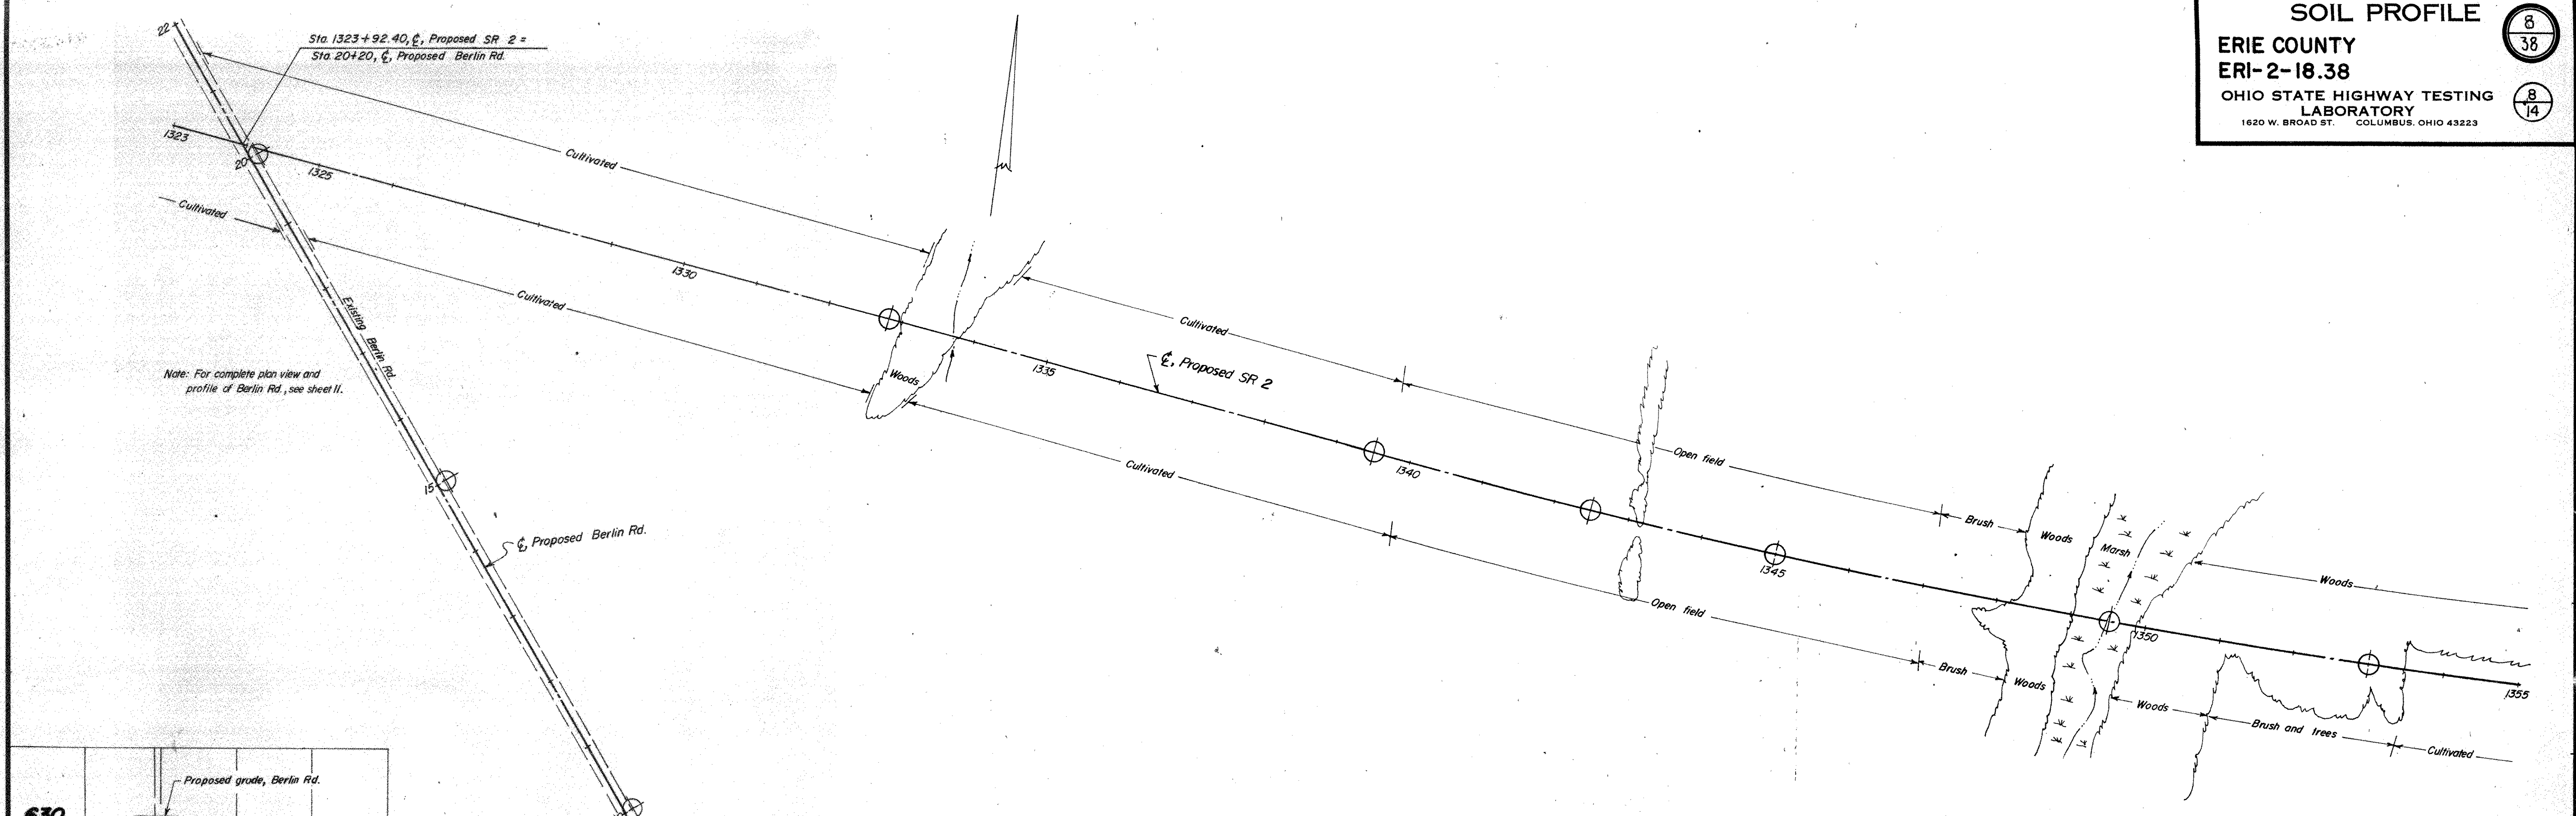 SOIL PROFILE
8
38
ERIE COUNTY
ERI-2-18.38
OHIO STATE HIGHWAY TESTING
LABORATORY
1620 W. BROAD ST. COLUMBUS, OHIO 43223
8
14
22
Sta. 1323+92.40, ℄, Proposed SR 2 =
Sta. 20+20, ℄, Proposed Berlin Rd.
1323
20
1325
Cultivated
Cultivated
1330
Cultivated
Existing Berlin Rd.
Note: For complete plan view and
profile of Berlin Rd., see sheet 11.
Woods
Cultivated
1335
℄, Proposed SR 2
Cultivated
1340
Open field
15
℄, Proposed Berlin Rd.
1345
Open field
Brush
Woods
Marsh
Woods
1350
Brush
Woods
Woods
Brush and trees
Cultivated
1355
Proposed grade, Berlin Rd.
630